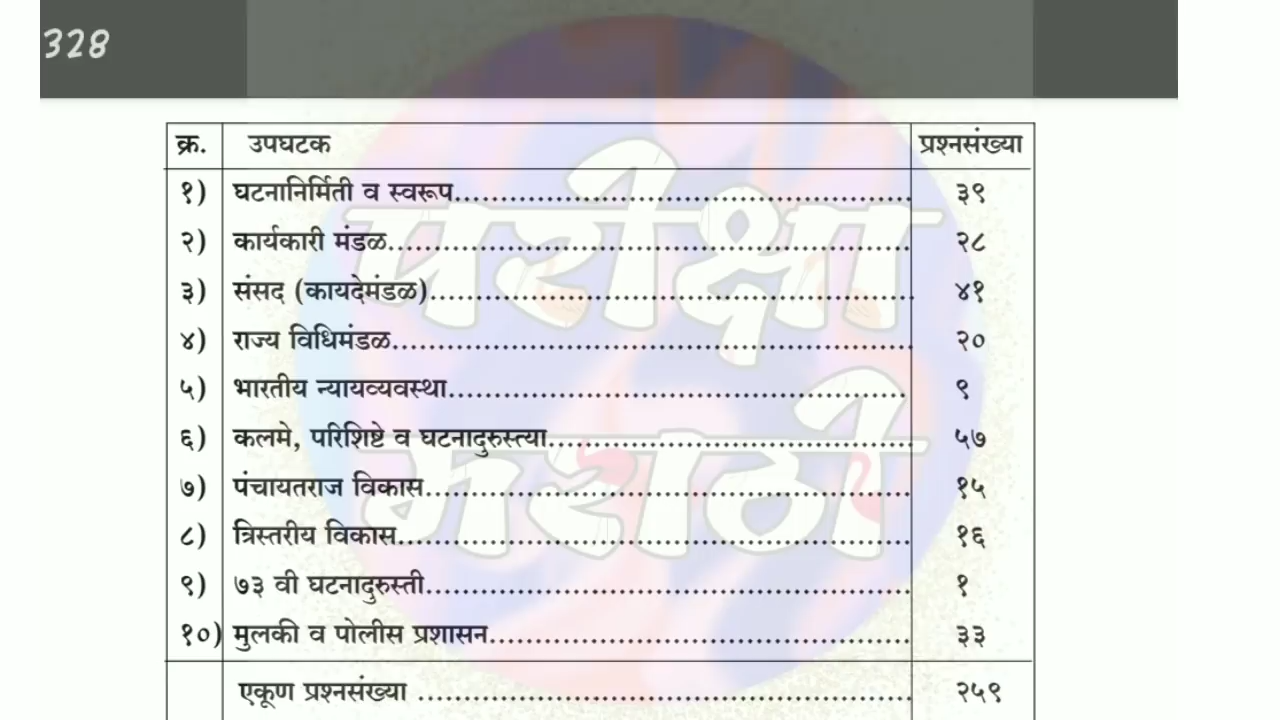 328
क्र. उपघटक प्रश्नसंख्या
१) घटनानिर्मिती व स्वरूप........................................................ ३९
२) कार्यकारी मंडळ................................................................ २८
३) संसद (कायदेमंडळ)........................................................... ४१
४) राज्य विधिमंडळ................................................................ २०
५) भारतीय न्यायव्यवस्था........................................................ ९
६) कलमे, परिशिष्टे व घटनादुरुस्त्या............................................ ५७
७) पंचायतराज विकास............................................................ १५
८) त्रिस्तरीय विकास............................................................... १६
९) ७३ वी घटनादुरुस्ती............................................................ १
१०) मुलकी व पोलीस प्रशासन.................................................... ३३
एकूण प्रश्नसंख्या ............................................................. २५९
परीक्षा
मराठी